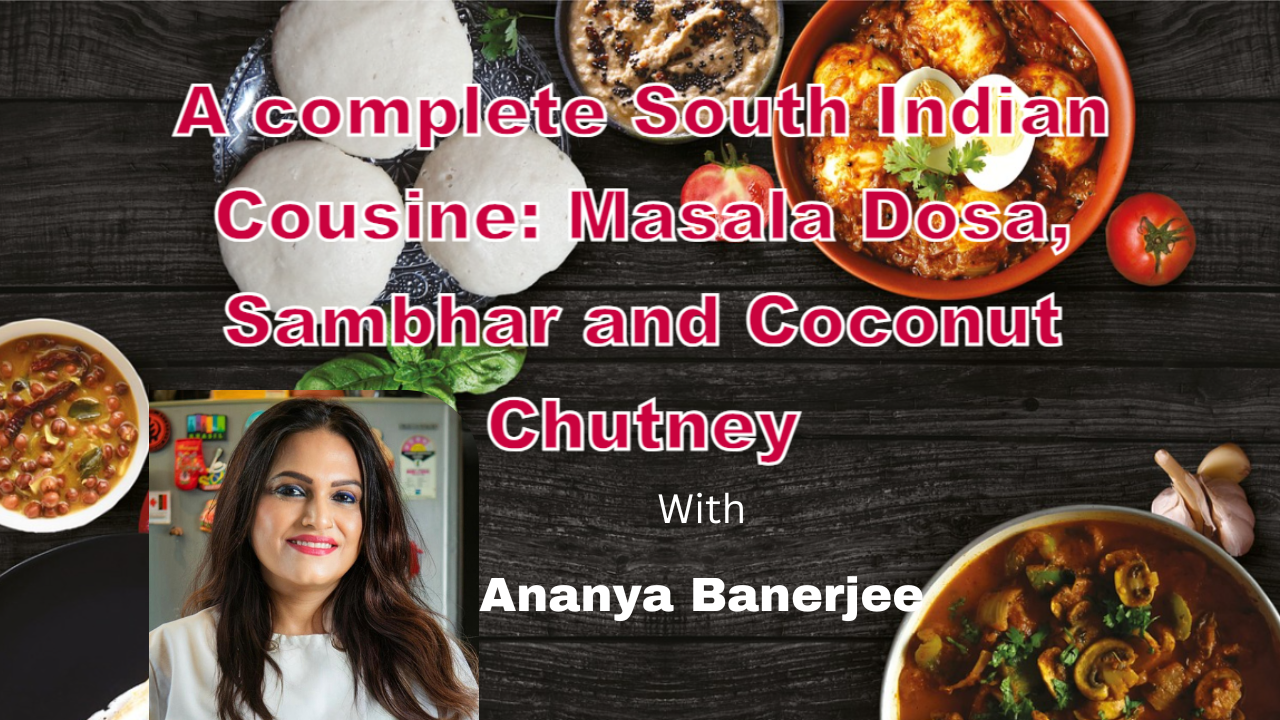 A complete South Indian
Cousine: Masala Dosa,
Sambhar and Coconut
Chutney
With
Ananya Banerjee